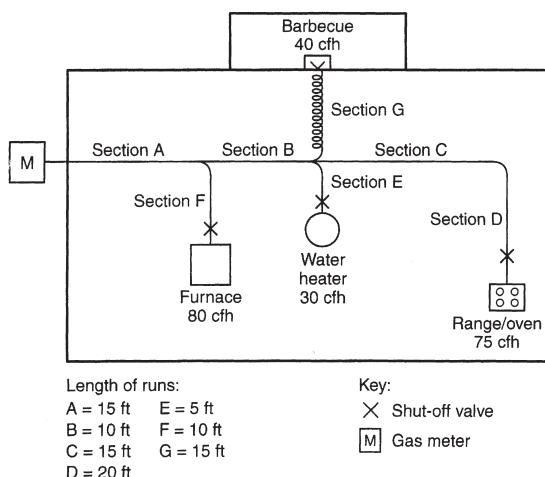 Barbecue
40 cfh
Section G
M
Section A
Section B
Section C
Section E
Section F
Section D
Water
heater
30 cfh
Furnace
80 cfh
Range/oven
75 cfh
Length of runs:
A = 15 ft E = 5 ft
B = 10 ft F = 10 ft
C = 15 ft G = 15 ft
D = 20 ft
Key:
Shut-off valve
M Gas meter